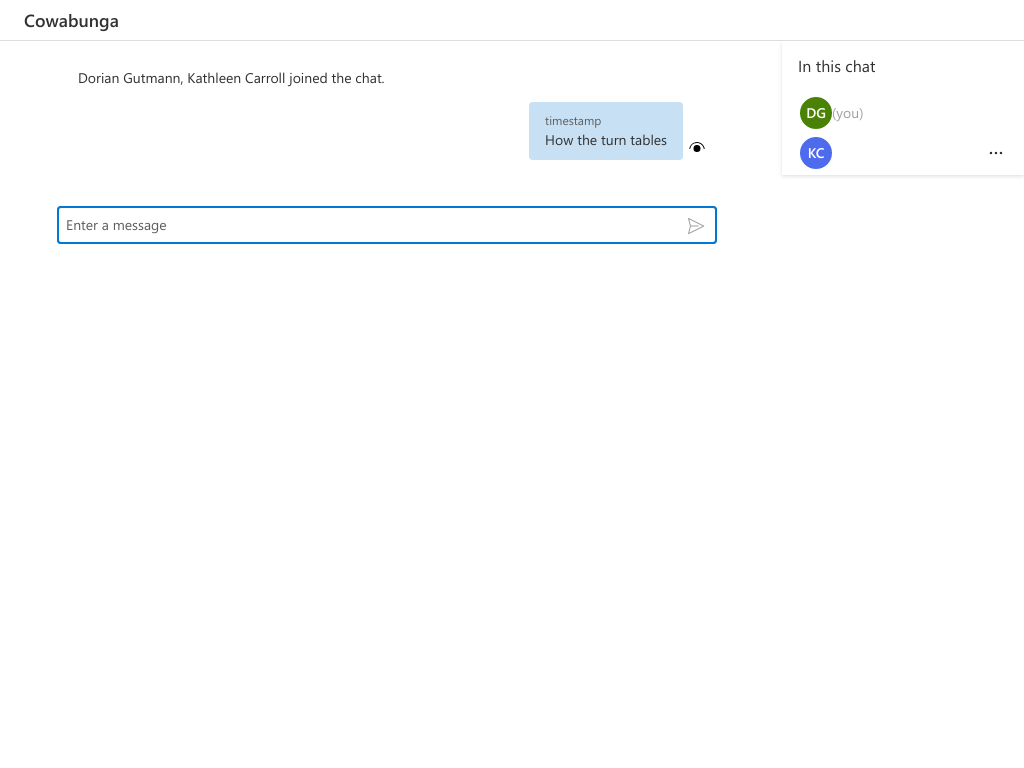 Cowabunga
Dorian Gutmann, Kathleen Carroll joined the chat.
timestamp
How the turn tables
Enter a message
In this chat
DG (you)
KC